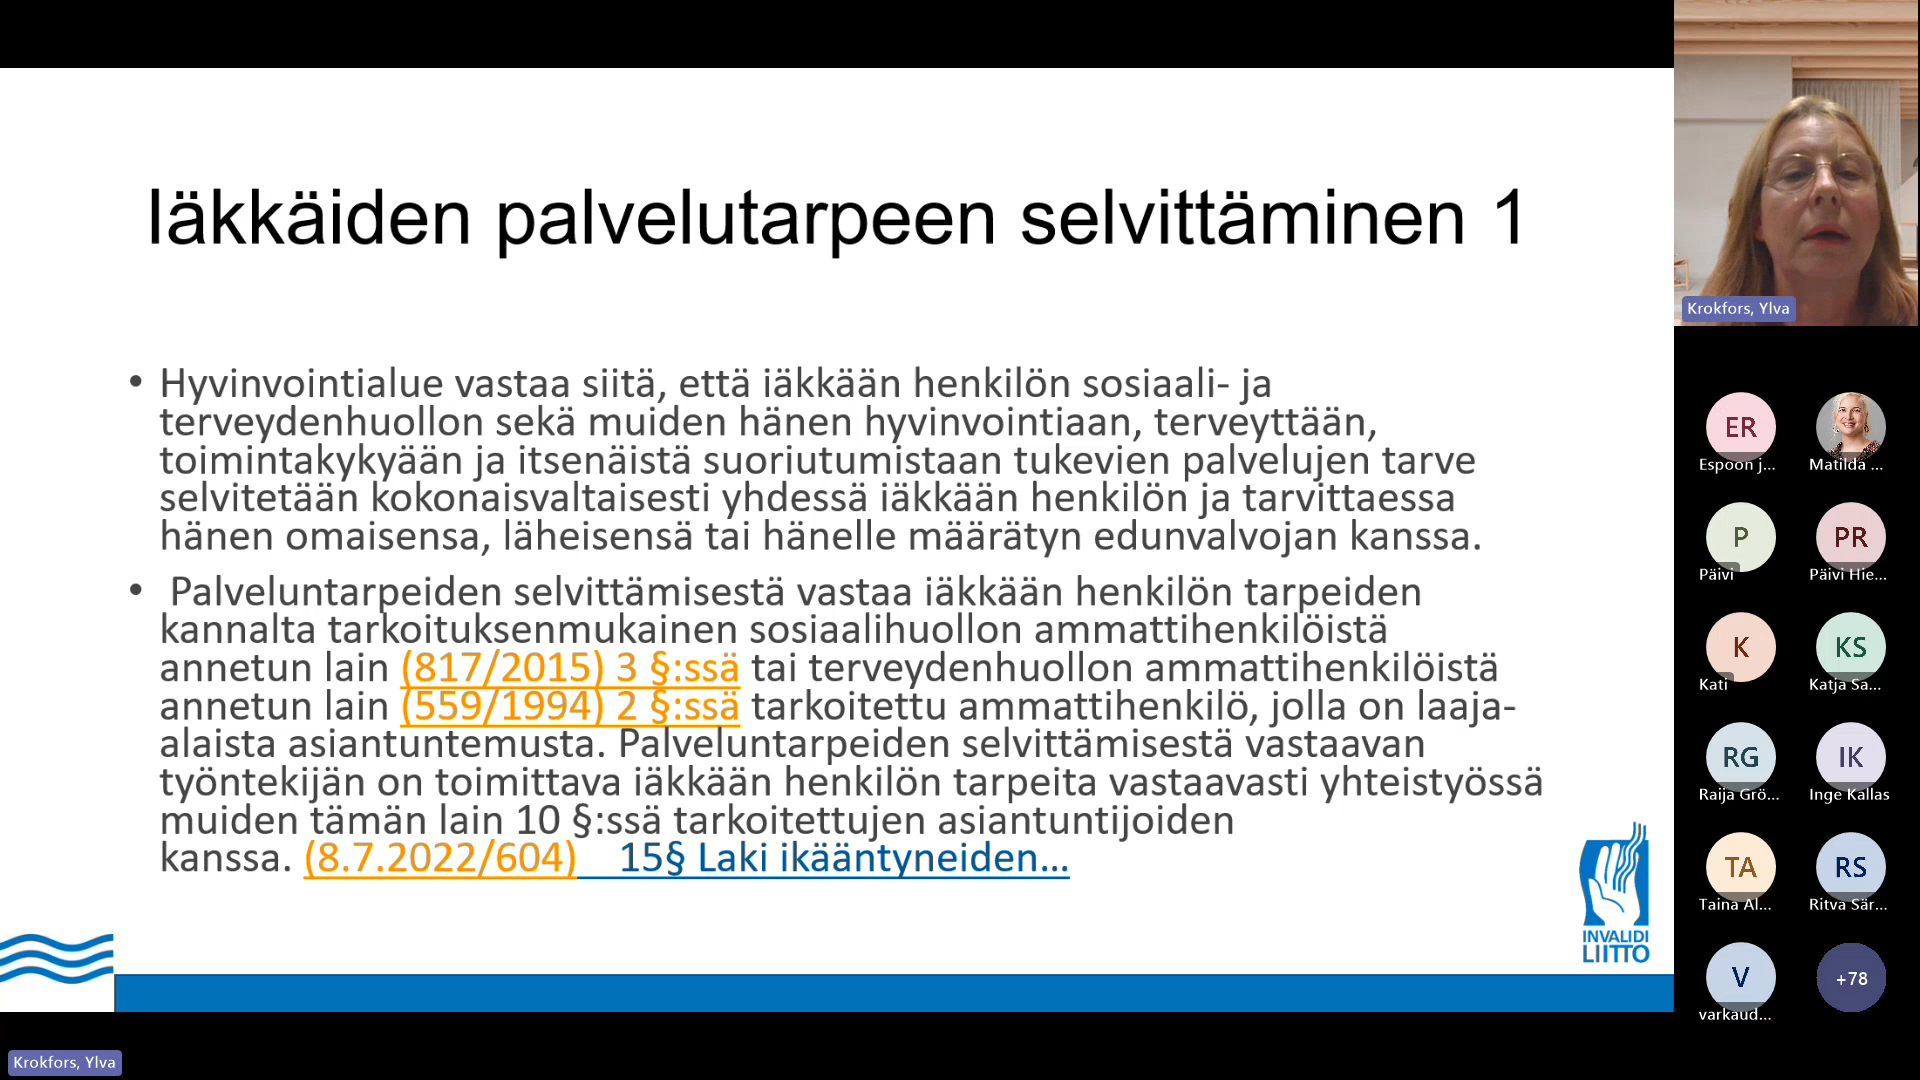 Iäkkäiden palvelutarpeen selvittäminen 1
• Hyvinvointialue vastaa siitä, että iäkkään henkilön sosiaali- ja
terveydenhuollon sekä muiden hänen hyvinvointiaan, terveyttään,
toimintakykyään ja itsenäistä suoriutumistaan tukevien palvelujen tarve
selvitetään kokonaisvaltaisesti yhdessä iäkkään henkilön ja tarvittaessa
hänen omaisensa, läheisensä tai hänelle määrätyn edunvalvojan kanssa.
• Palveluntarpeiden selvittämisestä vastaa iäkkään henkilön tarpeiden
kannalta tarkoituksenmukainen sosiaalihuollon ammattihenkilöistä
annetun lain (817/2015) 3 §:ssä tai terveydenhuollon ammattihenkilöistä
annetun lain (559/1994) 2 §:ssä tarkoitettu ammattihenkilö, jolla on laaja-
alaista asiantuntemusta. Palveluntarpeiden selvittämisestä vastaavan
työntekijän on toimittava iäkkään henkilön tarpeita vastaavasti yhteistyössä
muiden tämän lain 10 §:ssä tarkoitettujen asiantuntijoiden
kanssa. (8.7.2022/604) 15§ Laki ikääntyneiden...
INVALIDI
LIITTO
Krokfors, Ylva
Krokfors, Ylva
ER
Espoon j...
Matilda ...
P
Päivi
PR
Päivi Hie...
K
Kati
KS
Katja Sa...
RG
Raija Grö...
IK
Inge Kallas
TA
Taina Al...
RS
Ritva Sär...
V
varkaud...
+78